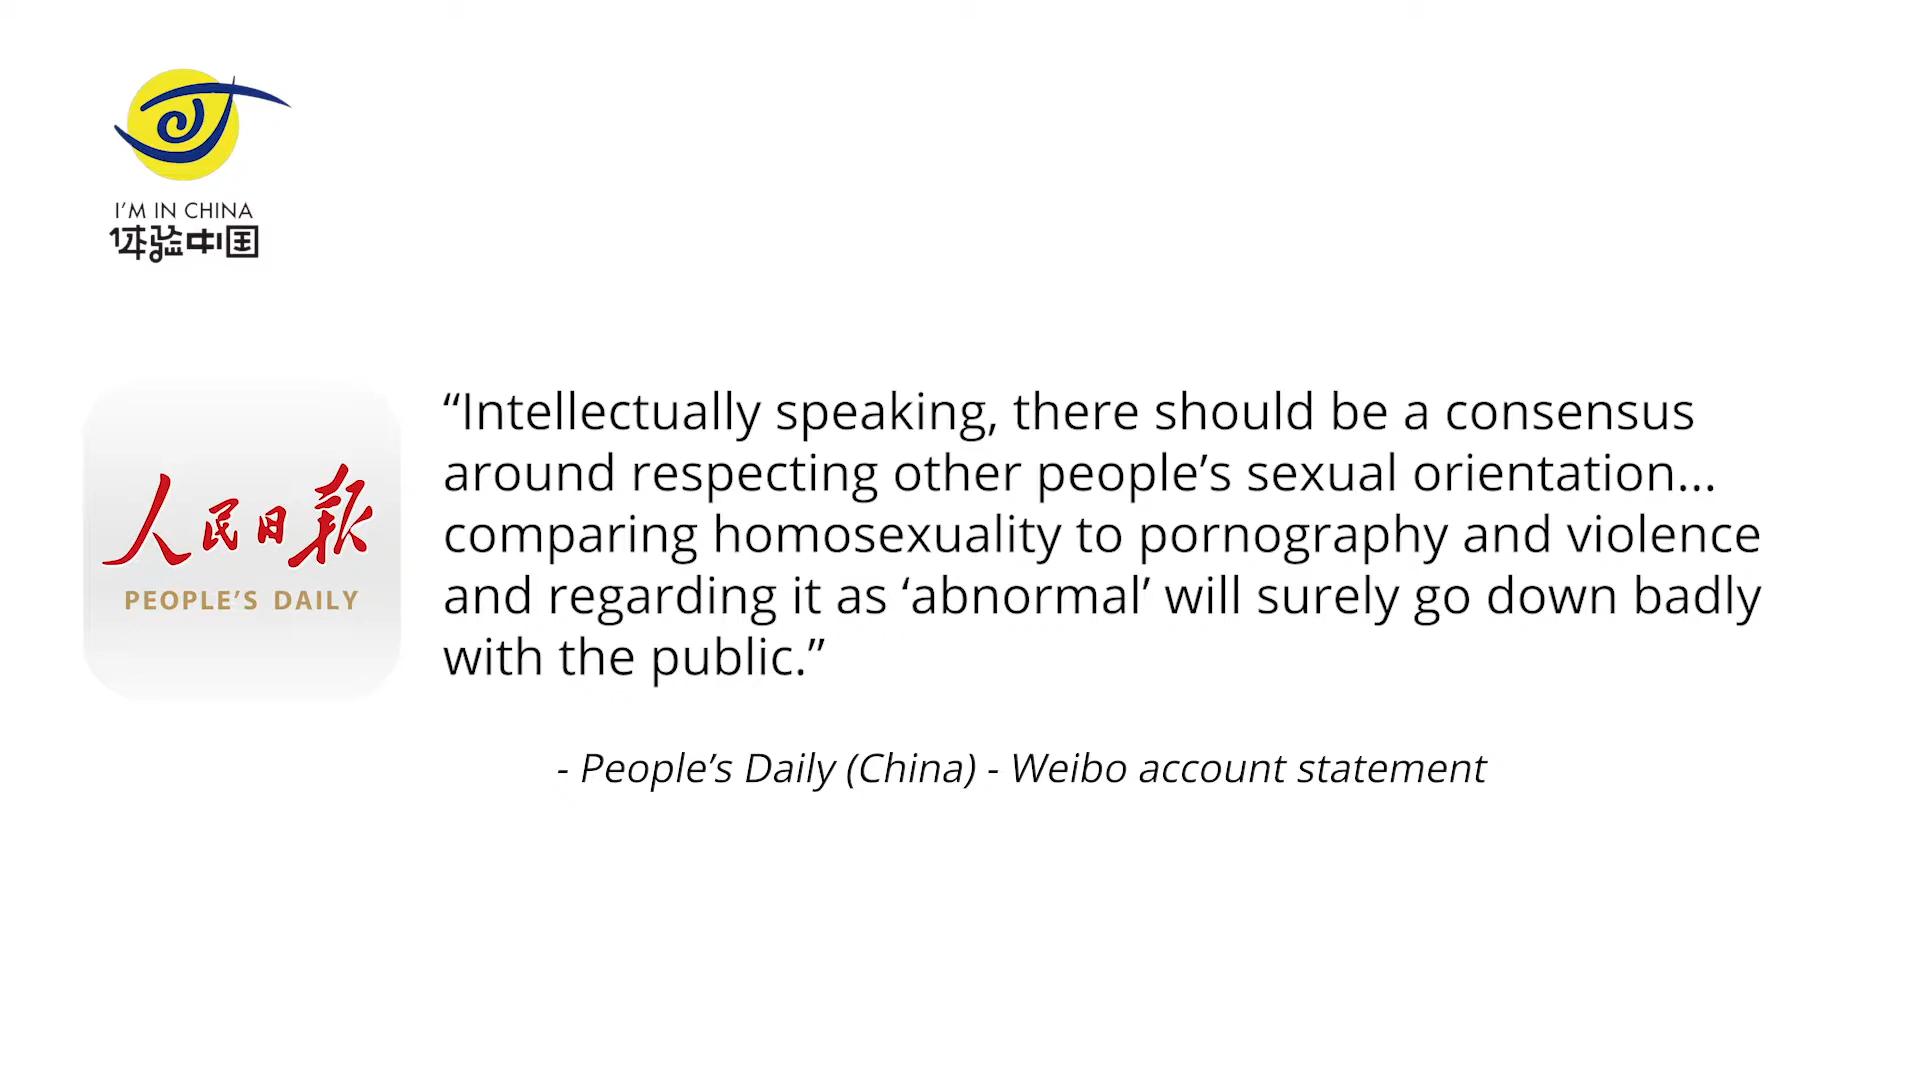 I'M IN CHINA
体验中国
人民日报
PEOPLE'S DAILY
“Intellectually speaking, there should be a consensus
around respecting other people’s sexual orientation...
comparing homosexuality to pornography and violence
and regarding it as ‘abnormal’ will surely go down badly
with the public.”
- People’s Daily (China) - Weibo account statement